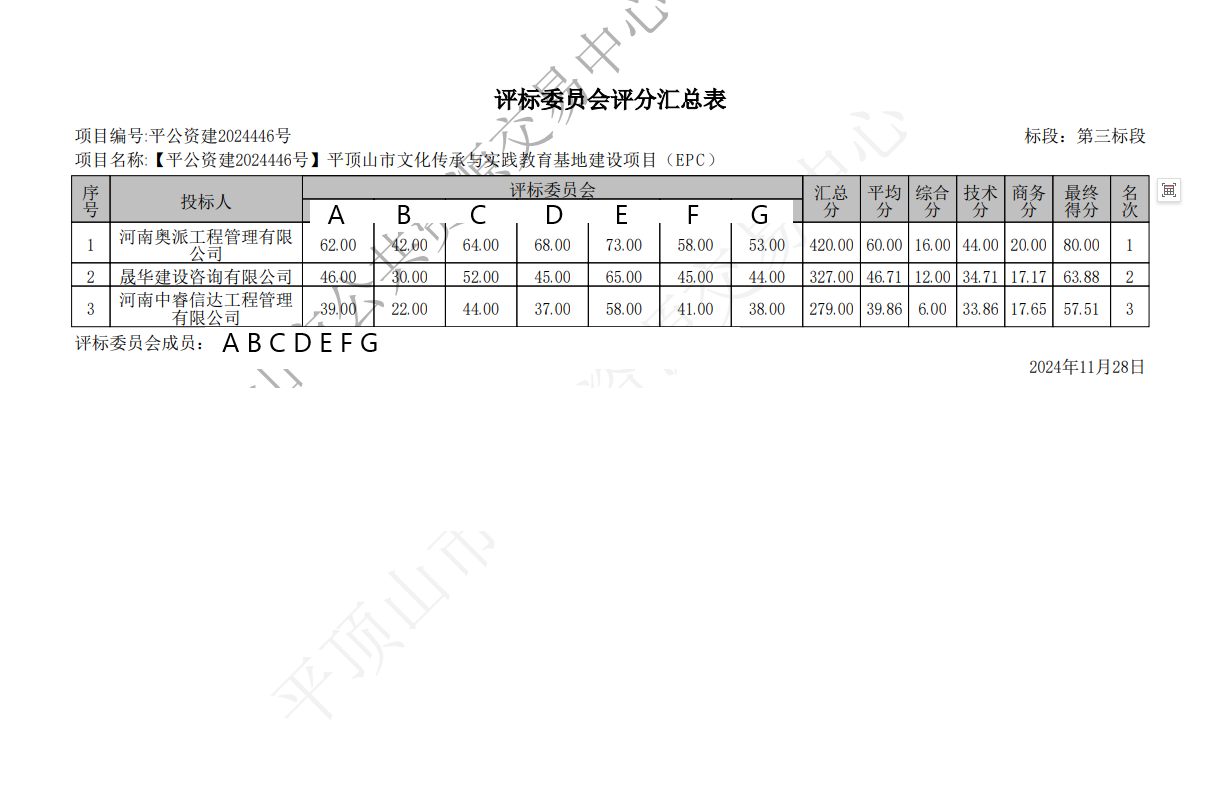 评标委员会评分汇总表
项目编号:平公资建2024446号 标段：第三标段
项目名称:【平公资建2024446号】平顶山市文化传承与实践教育基地建设项目（EPC）
序号 投标人 评标委员会 汇总分 平均分 综合分 技术分 商务分 最终得分 名次
A B C D E F G
1 河南奥派工程管理有限公司 62.00 42.00 64.00 68.00 73.00 58.00 53.00 420.00 60.00 16.00 44.00 20.00 80.00 1
2 晟华建设咨询有限公司 46.00 30.00 52.00 45.00 65.00 45.00 44.00 327.00 46.71 12.00 34.71 17.17 63.88 2
3 河南中睿信达工程管理有限公司 39.00 22.00 44.00 37.00 58.00 41.00 38.00 279.00 39.86 6.00 33.86 17.65 57.51 3
评标委员会成员： A B C D E F G
2024年11月28日
平顶山市